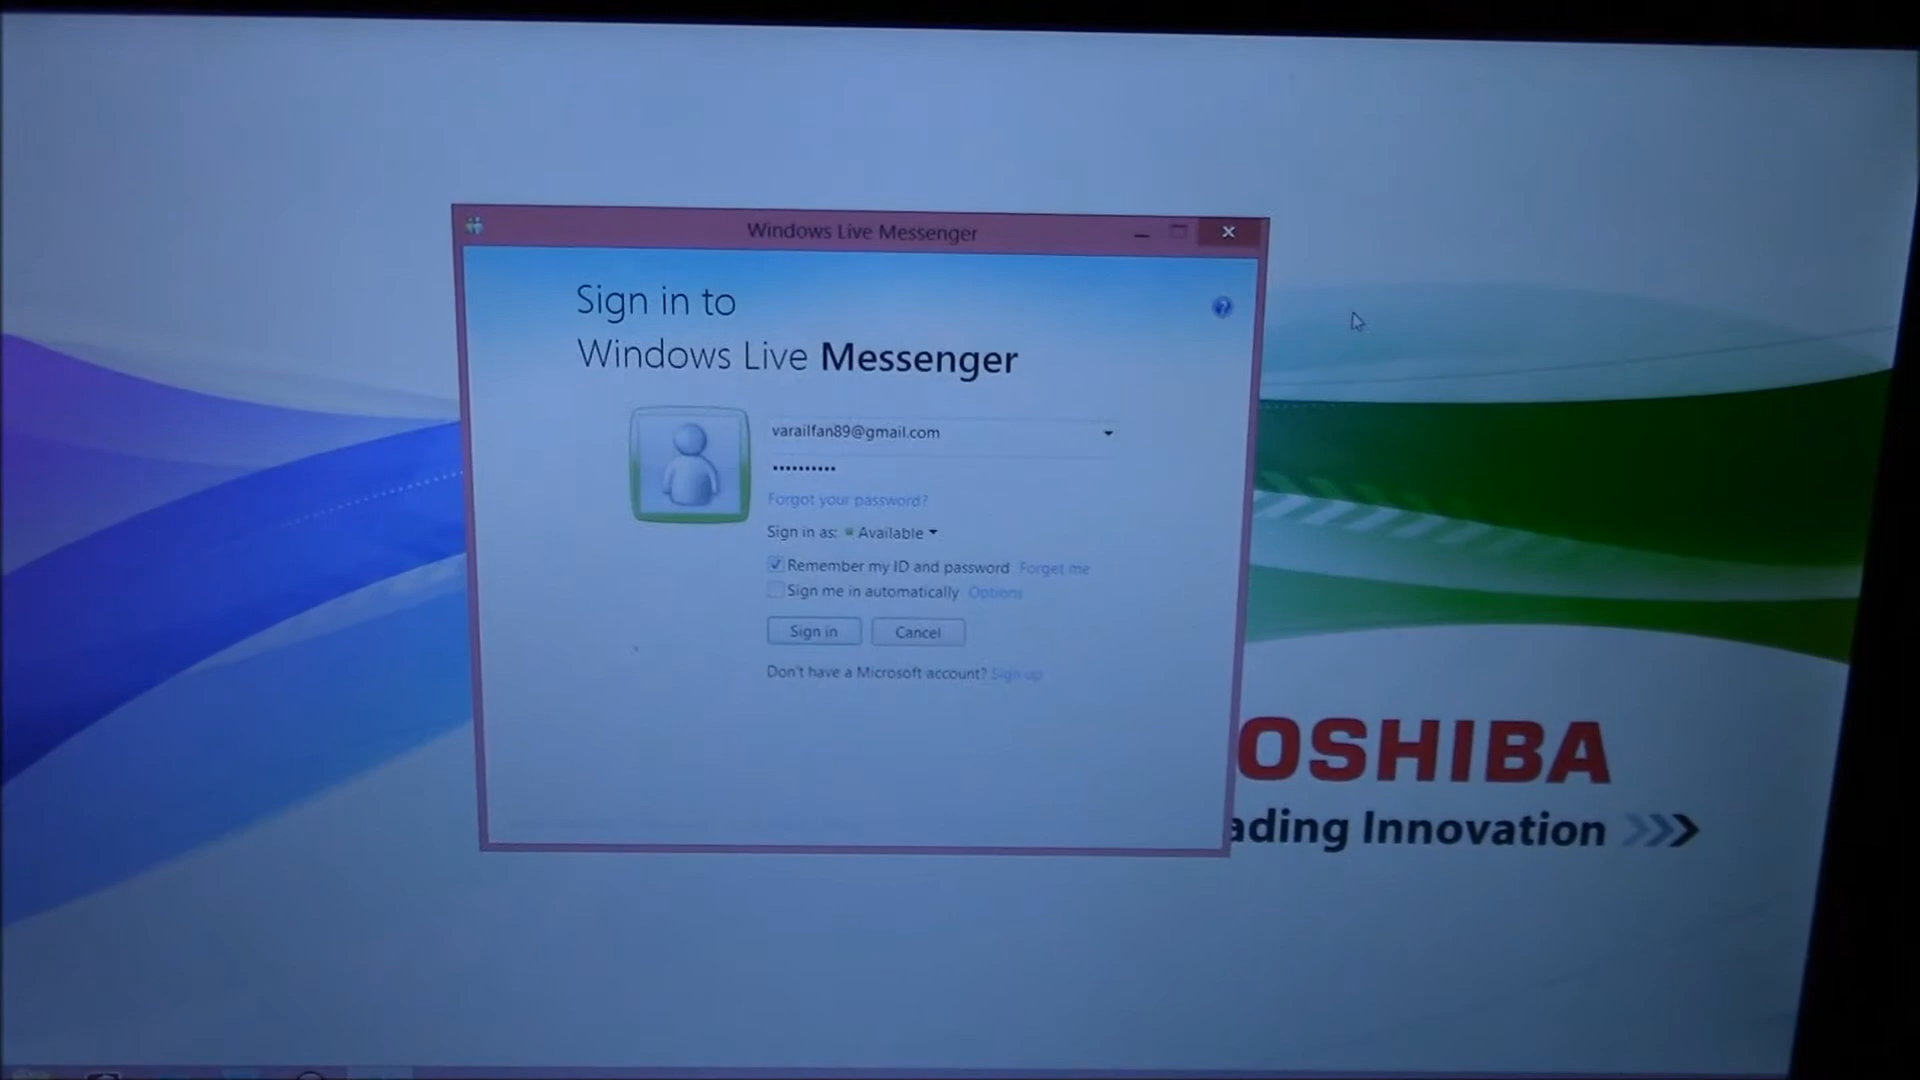 Windows Live Messenger
Sign in to
Windows Live Messenger
varailfan89@gmail.com
Forgot your password?
Sign in as: Available
Remember my ID and password Forget me
Sign me in automatically Options
Sign in Cancel
Don't have a Microsoft account? Sign up
OSHIBA
ading Innovation